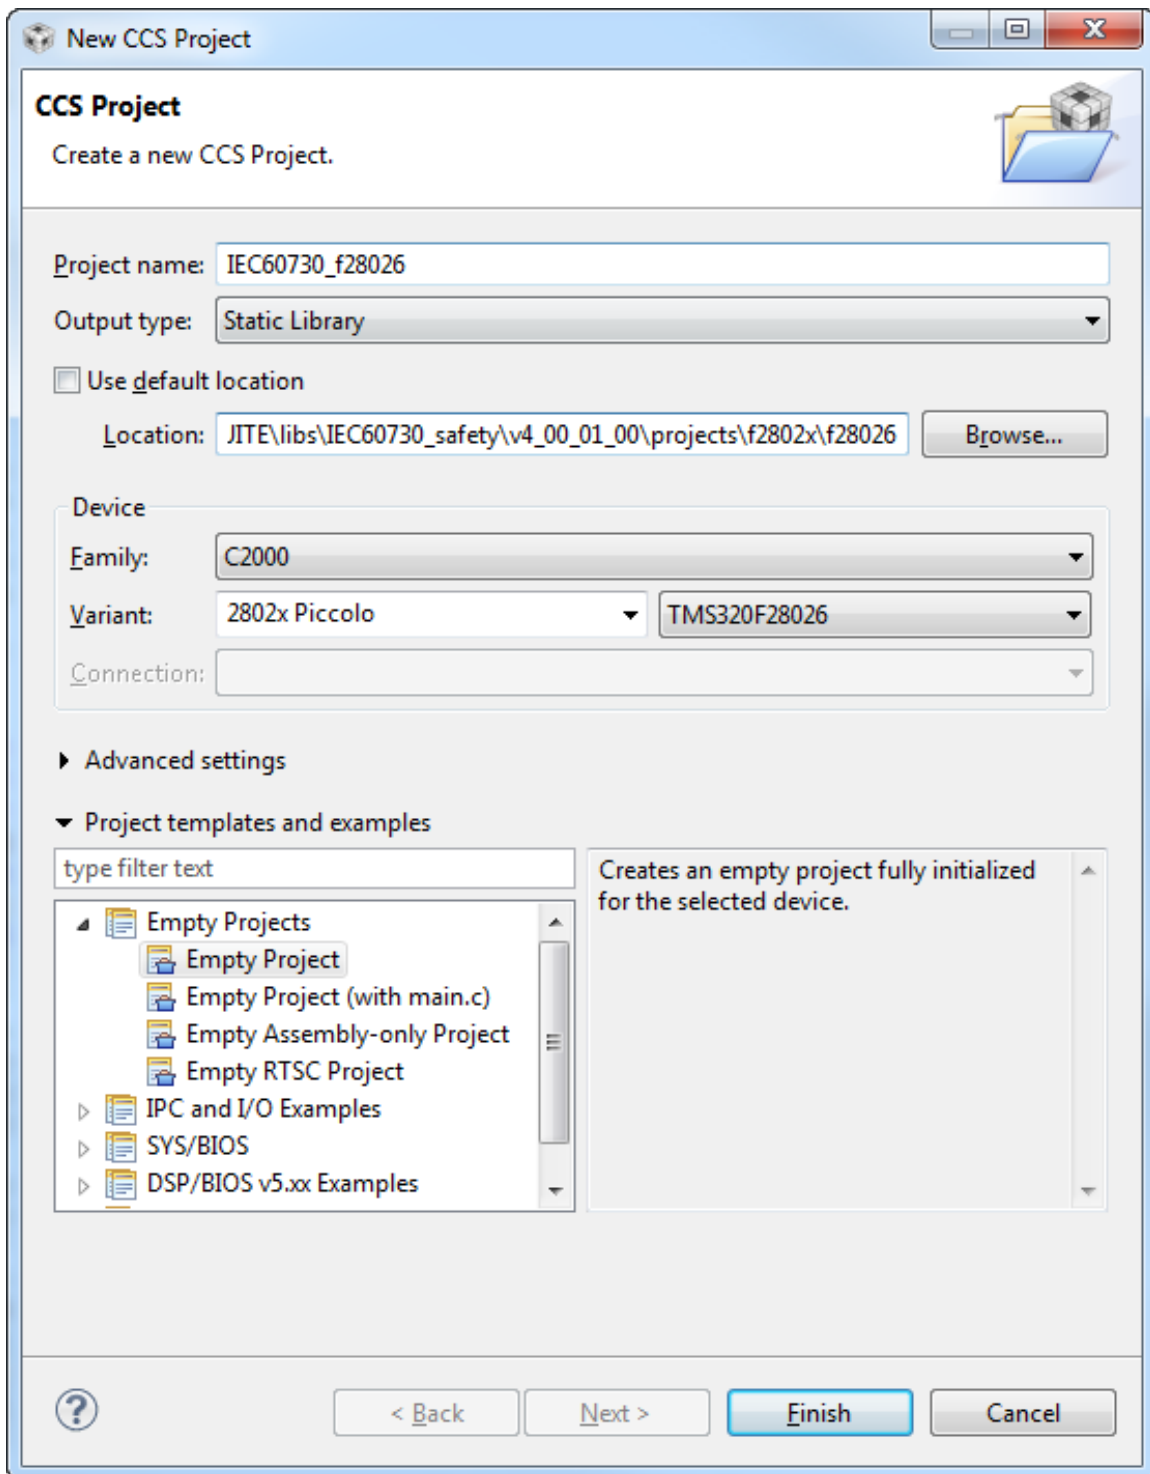 New CCS Project
CCS Project
Create a new CCS Project.
Project name: IEC60730_f28026
Output type: Static Library
Use default location
Location: JITE\libs\IEC60730_safety\v4_00_01_00\projects\f2802x\f28026 Browse...
Device
Family: C2000
Variant: 2802x Piccolo TMS320F28026
Connection:
Advanced settings
Project templates and examples
type filter text
Creates an empty project fully initialized
for the selected device.
Empty Projects
Empty Project
Empty Project (with main.c)
Empty Assembly-only Project
Empty RTSC Project
IPC and I/O Examples
SYS/BIOS
DSP/BIOS v5.xx Examples
? < Back Next > Finish Cancel